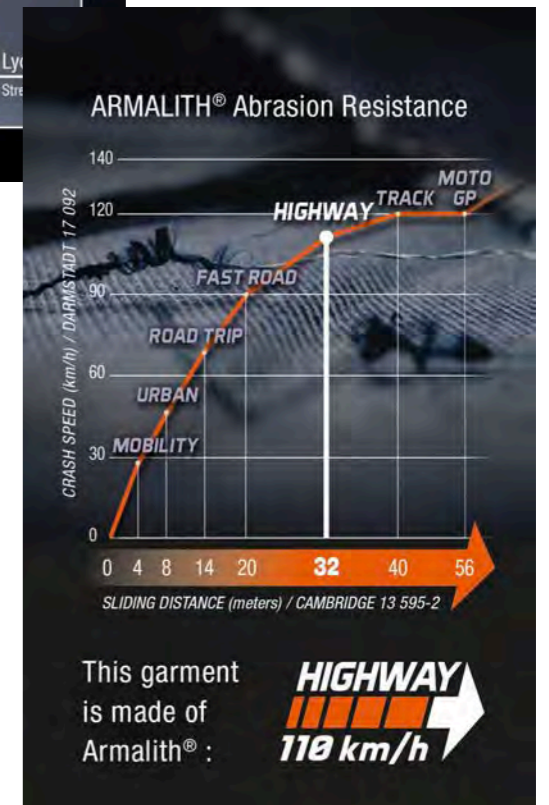 ARMALITH® Abrasion Resistance
140
120
90
60
30
0
CRASH SPEED (km/h) / DARMSTADT 17 092
MOTO
GP
TRACK
HIGHWAY
FAST ROAD
ROAD TRIP
URBAN
MOBILITY
0 4 8 14 20 32 40 56
SLIDING DISTANCE (meters) / CAMBRIDGE 13 595-2
This garment
is made of
Armalith® :
HIGHWAY
110 km/h